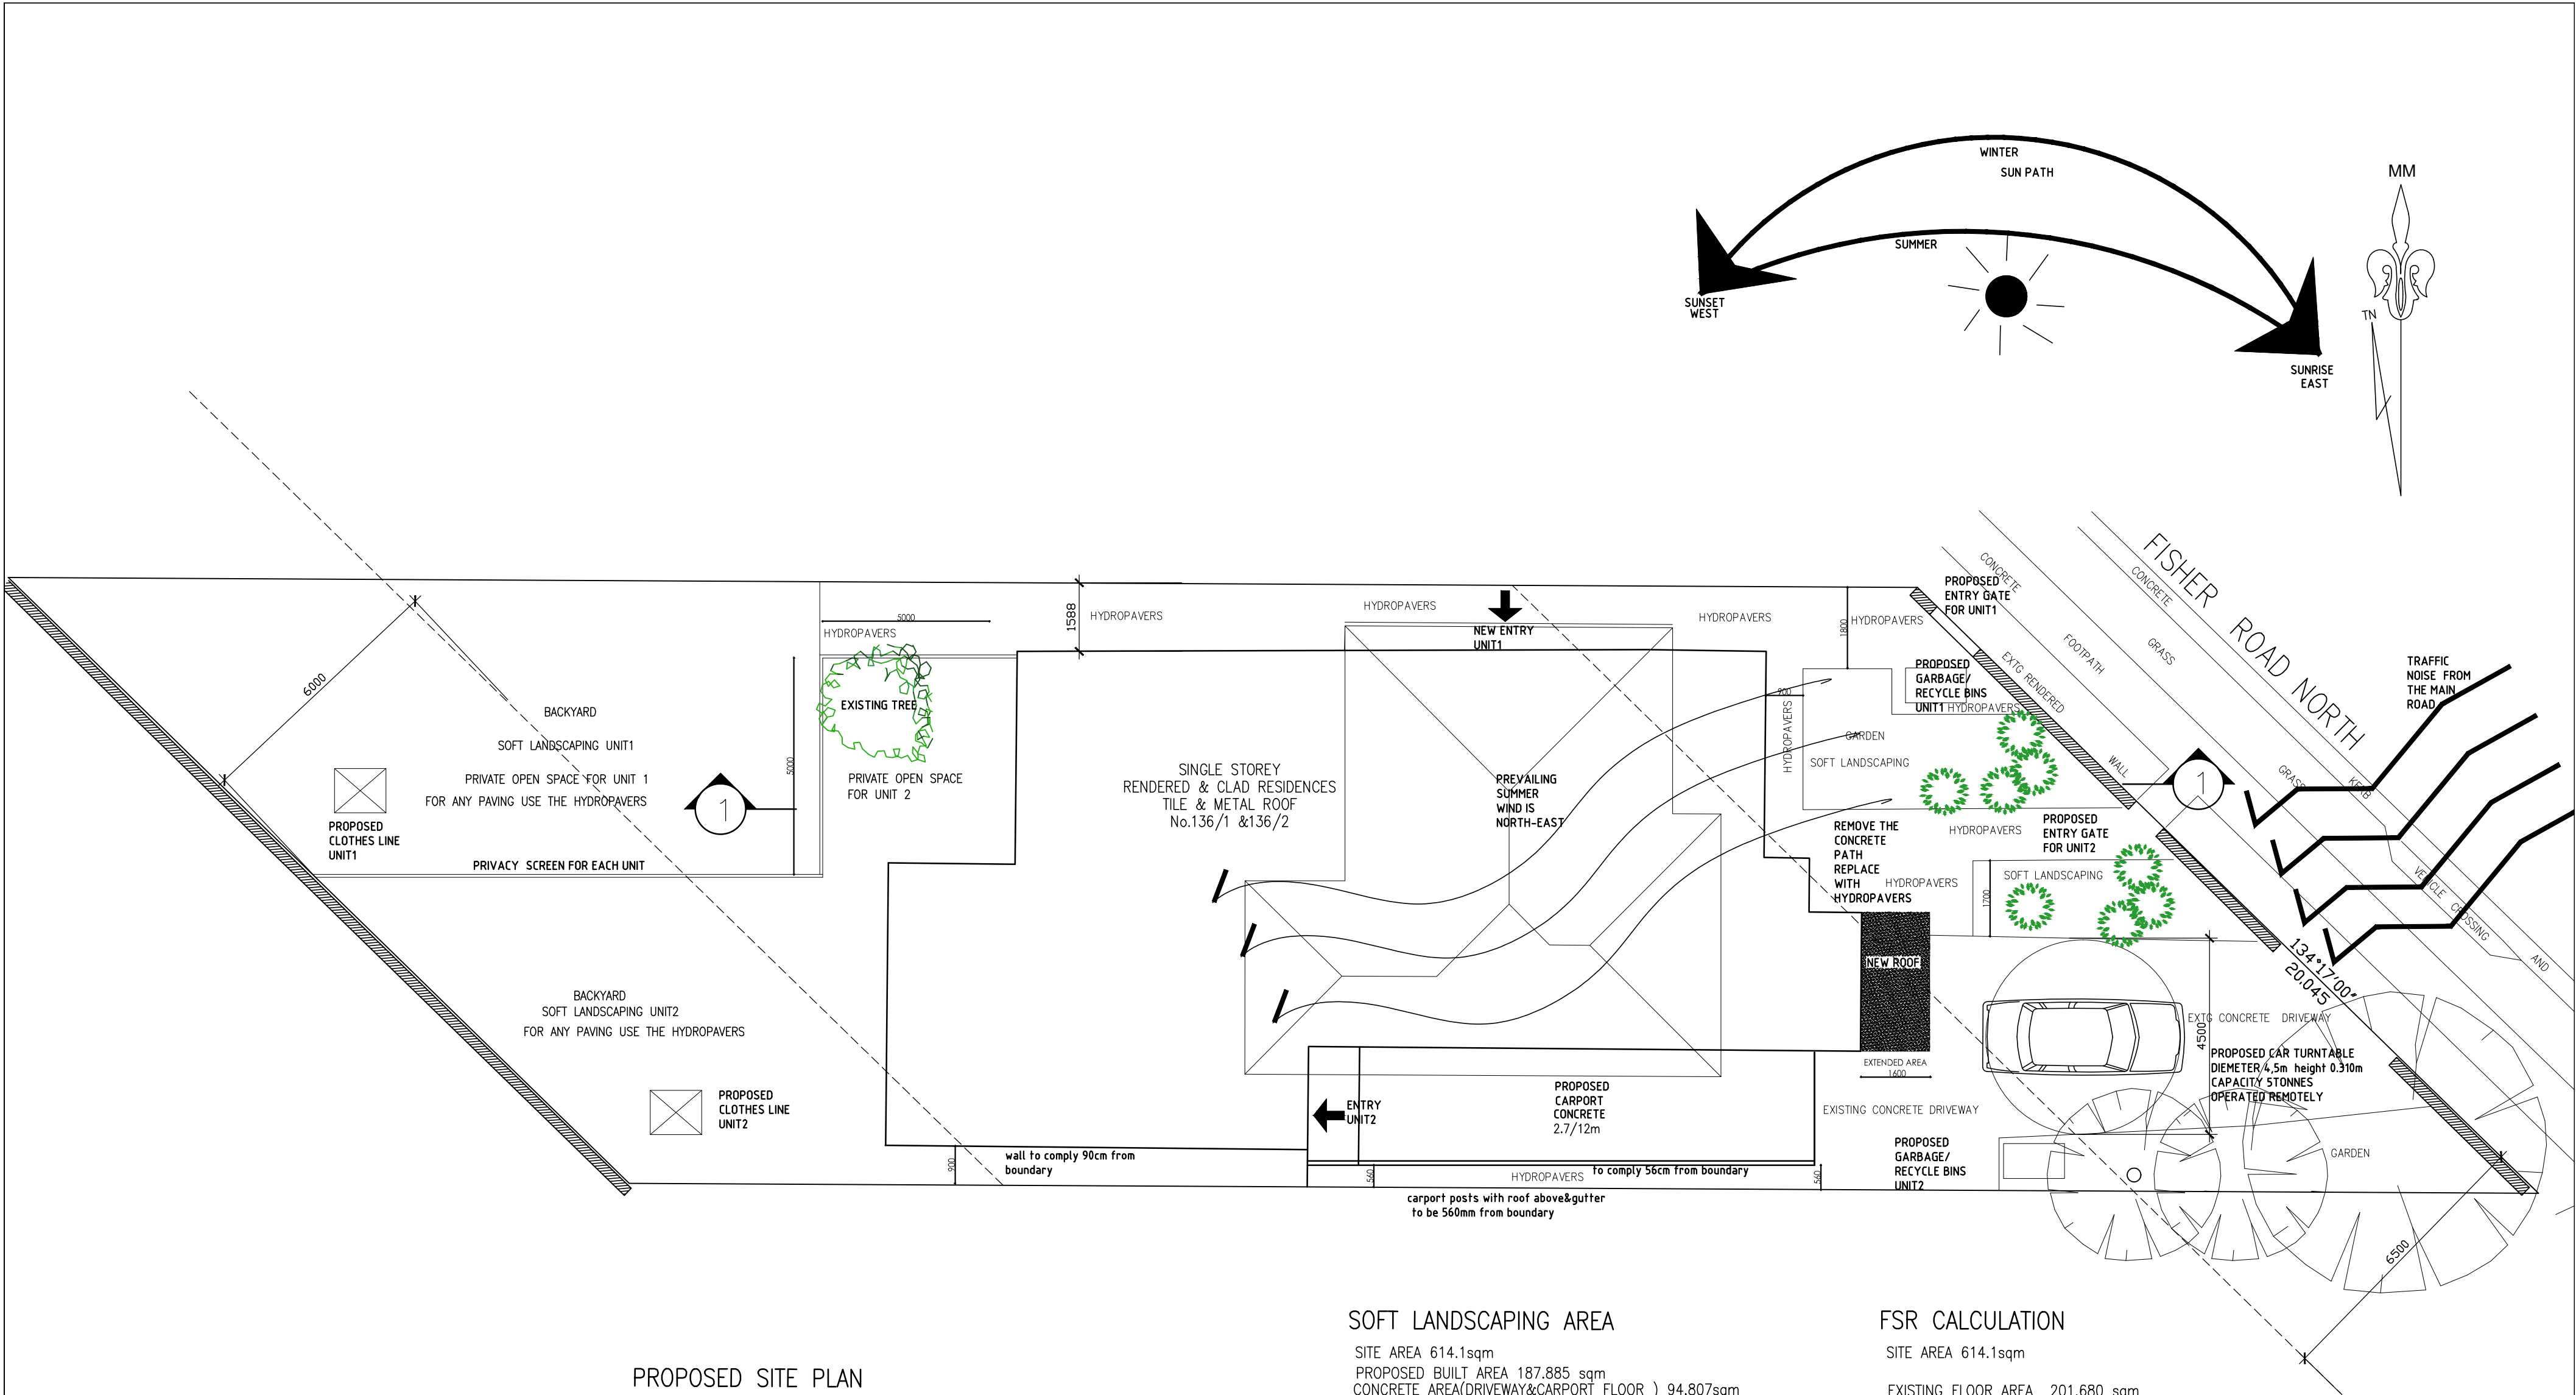 WINTER
SUN PATH
SUMMER
SUNSET
WEST
SUNRISE
EAST
MM
TN
FISHER ROAD NORTH
CONCRETE
FOOTPATH
CONCRETE
GRASS
GRASS
KERB
VEHICLE CROSSING
AND
TRAFFIC
NOISE FROM
THE MAIN
ROAD
PROPOSED
ENTRY GATE
FOR UNIT1
EXTG RENDERED
WALL
1588
HYDROPAVERS
HYDROPAVERS
HYDROPAVERS
HYDROPAVERS
1800
5000
HYDROPAVERS
NEW ENTRY
UNIT1
6000
BACKYARD
SOFT LANDSCAPING UNIT1
PRIVATE OPEN SPACE FOR UNIT 1
FOR ANY PAVING USE THE HYDROPAVERS
PROPOSED
CLOTHES LINE
UNIT1
PRIVACY SCREEN FOR EACH UNIT
1
5000
EXISTING TREE
PRIVATE OPEN SPACE
FOR UNIT 2
SINGLE STOREY
RENDERED & CLAD RESIDENCES
TILE & METAL ROOF
No.136/1 &136/2
PREVAILING
SUMMER
WIND IS
NORTH-EAST
900
HYDROPAVERS
PROPOSED
GARBAGE/
RECYCLE BINS
UNIT1
HYDROPAVERS
GARDEN
SOFT LANDSCAPING
1
REMOVE THE
CONCRETE
PATH
REPLACE
WITH
HYDROPAVERS
HYDROPAVERS
HYDROPAVERS
PROPOSED
ENTRY GATE
FOR UNIT2
SOFT LANDSCAPING
1700
NEW ROOF
EXTENDED AREA
1600
134°17'00"
20.045
EXTG CONCRETE DRIVEWAY
4500
PROPOSED CAR TURNTABLE
DIEMETER 4,5m height 0.310m
CAPACITY 5TONNES
OPERATED REMOTELY
BACKYARD
SOFT LANDSCAPING UNIT2
FOR ANY PAVING USE THE HYDROPAVERS
PROPOSED
CLOTHES LINE
UNIT2
ENTRY
UNIT2
PROPOSED
CARPORT
CONCRETE
2.7/12m
EXISTING CONCRETE DRIVEWAY
PROPOSED
GARBAGE/
RECYCLE BINS
UNIT2
GARDEN
900
wall to comply 90cm from
boundary
560
HYDROPAVERS
to comply 56cm from boundary
560
carport posts with roof above&gutter
to be 560mm from boundary
6500
PROPOSED SITE PLAN
SOFT LANDSCAPING AREA
SITE AREA 614.1sqm
PROPOSED BUILT AREA 187.885 sqm
CONCRETE AREA(DRIVEWAY&CARPORT FLOOR ) 94.807sqm
FSR CALCULATION
SITE AREA 614.1sqm
EXISTING FLOOR AREA 201.680 sqm